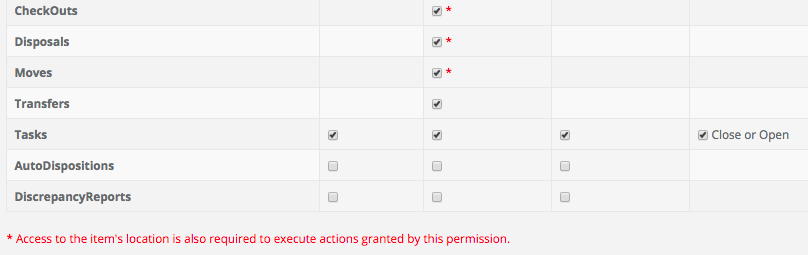 CheckOuts *
Disposals *
Moves *
Transfers
Tasks Close or Open
AutoDispositions
DiscrepancyReports
* Access to the item's location is also required to execute actions granted by this permission.